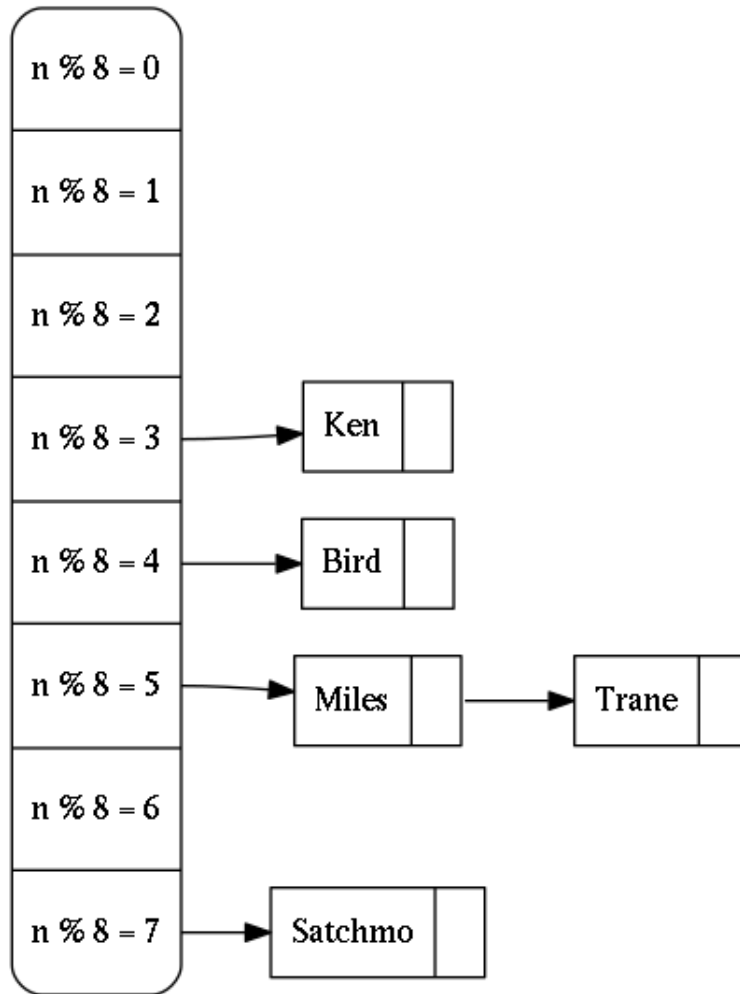 n % 8 = 0
n % 8 = 1
n % 8 = 2
n % 8 = 3
Ken
n % 8 = 4
Bird
n % 8 = 5
Miles
Trane
n % 8 = 6
n % 8 = 7
Satchmo